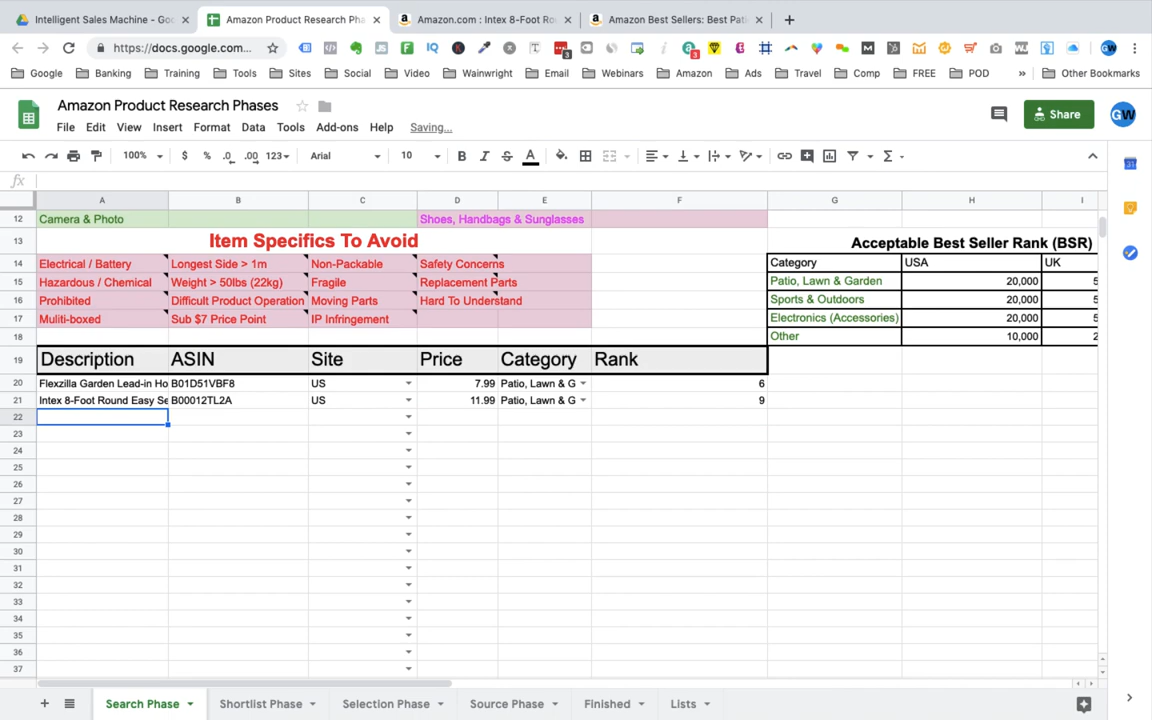 Intelligent Sales Machine - Goo
Amazon Product Research Pha
Amazon.com : Intex 8-Foot Ro
Amazon Best Sellers: Best Pati
https://docs.google.com...
Google Banking Training Tools Sites Social Video Wainwright Email Webinars Amazon Ads Travel Comp FREE POD » Other Bookmarks
Amazon Product Research Phases
File Edit View Insert Format Data Tools Add-ons Help Saving...
Share
GW
100% $ % .0 .00 123 Arial 10 B I S A
fx
A B C D E F G H I
12 Camera & Photo Shoes, Handbags & Sunglasses
13 Item Specifics To Avoid Acceptable Best Seller Rank (BSR)
14 Electrical / Battery Longest Side > 1m Non-Packable Safety Concerns Category USA UK
15 Hazardous / Chemical Weight > 50lbs (22kg) Fragile Replacement Parts Patio, Lawn & Garden 20,000 5
16 Prohibited Difficult Product Operation Moving Parts Hard To Understand Sports & Outdoors 20,000 5
17 Muliti-boxed Sub $7 Price Point IP Infringement Electronics (Accessories) 20,000 5
18 Other 10,000 2
19 Description ASIN Site Price Category Rank
20 Flexzilla Garden Lead-in Ho B01D51VBF8 US 7.99 Patio, Lawn & G 6
21 Intex 8-Foot Round Easy Se B00012TL2A US 11.99 Patio, Lawn & G 9
22
23
24
25
26
27
28
29
30
31
32
33
34
35
36
37
Search Phase Shortlist Phase Selection Phase Source Phase Finished Lists